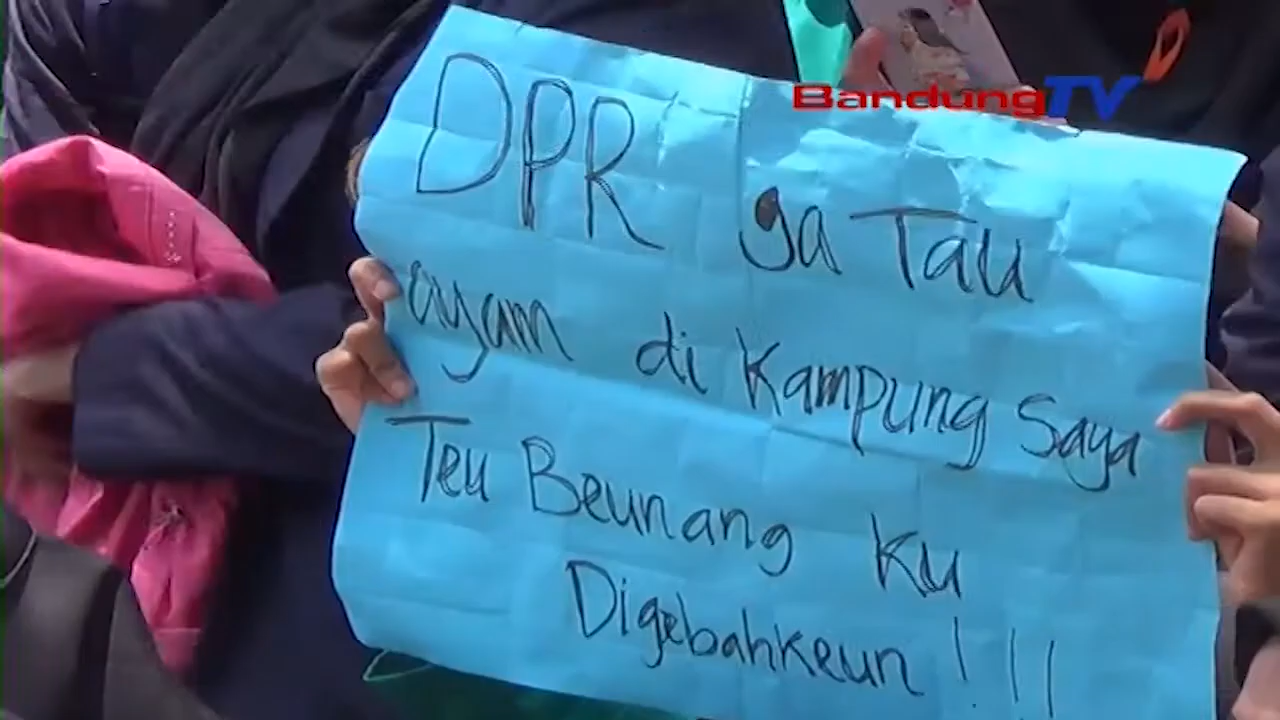 BandungTV
DPR ga Tau
ayam di Kampung Saya
Teu Beunang Ku
Digebahkeun!!!